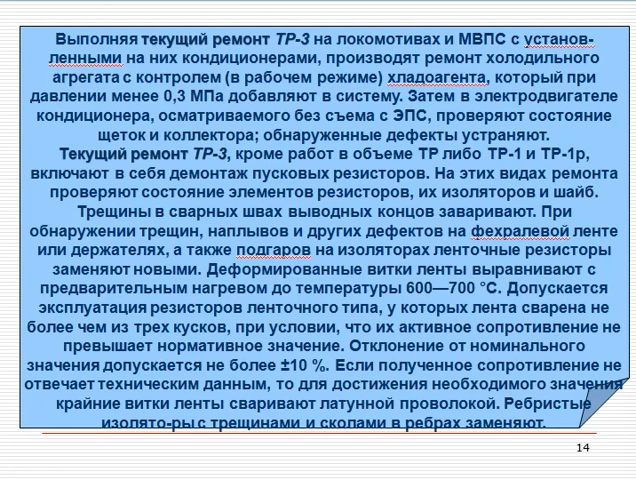 Выполняя текущий ремонт ТР-3 на локомотивах и МВПС с установ-
ленными на них кондиционерами, производят ремонт холодильного
агрегата с контролем (в рабочем режиме) хладоагента, который при
давлении менее 0,3 МПа добавляют в систему. Затем в электродвигателе
кондиционера, осматриваемого без съема с ЭПС, проверяют состояние
щеток и коллектора; обнаруженные дефекты устраняют.
Текущий ремонт ТР-3, кроме работ в объеме ТР либо ТР-1 и ТР-1р,
включают в себя демонтаж пусковых резисторов. На этих видах ремонта
проверяют состояние элементов резисторов, их изоляторов и шайб.
Трещины в сварных швах выводных концов заваривают. При
обнаружении трещин, наплывов и других дефектов на фехралевой ленте
или держателях, а также подгаров на изоляторах ленточные резисторы
заменяют новыми. Деформированные витки ленты выравнивают с
предварительным нагревом до температуры 600—700 °С. Допускается
эксплуатация резисторов ленточного типа, у которых лента сварена не
более чем из трех кусков, при условии, что их активное сопротивление не
превышает нормативное значение. Отклонение от номинального
значения допускается не более ±10 %. Если полученное сопротивление не
отвечает техническим данным, то для достижения необходимого значения
крайние витки ленты сваривают латунной проволокой. Ребристые
изолято-ры с трещинами и сколами в ребрах заменяют.
14